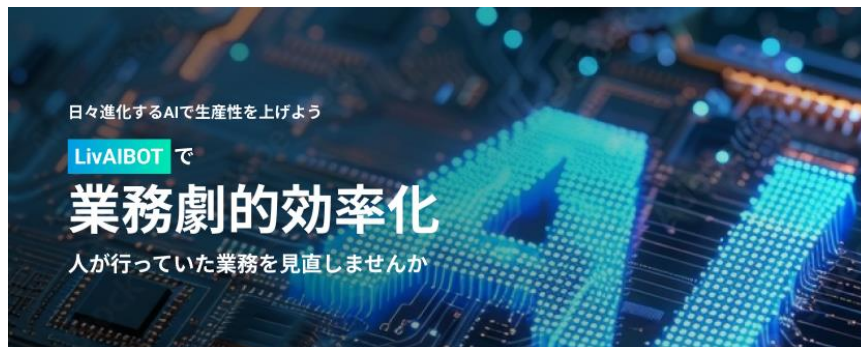 日々進化するAIで生産性を上げよう
LivAIBOT で
業務劇的効率化
人が行っていた業務を見直しませんか
AI